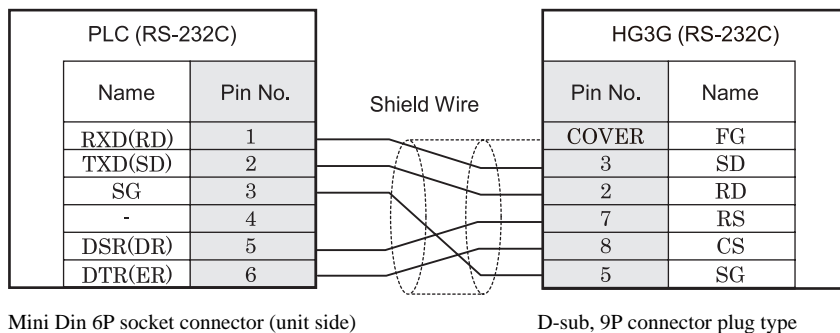 PLC (RS-232C)
HG3G (RS-232C)
Name Pin No.
Shield Wire
Pin No. Name
RXD(RD) 1 COVER FG
TXD(SD) 2 3 SD
SG 3 2 RD
- 4 7 RS
DSR(DR) 5 8 CS
DTR(ER) 6 5 SG
Mini Din 6P socket connector (unit side)
D-sub, 9P connector plug type